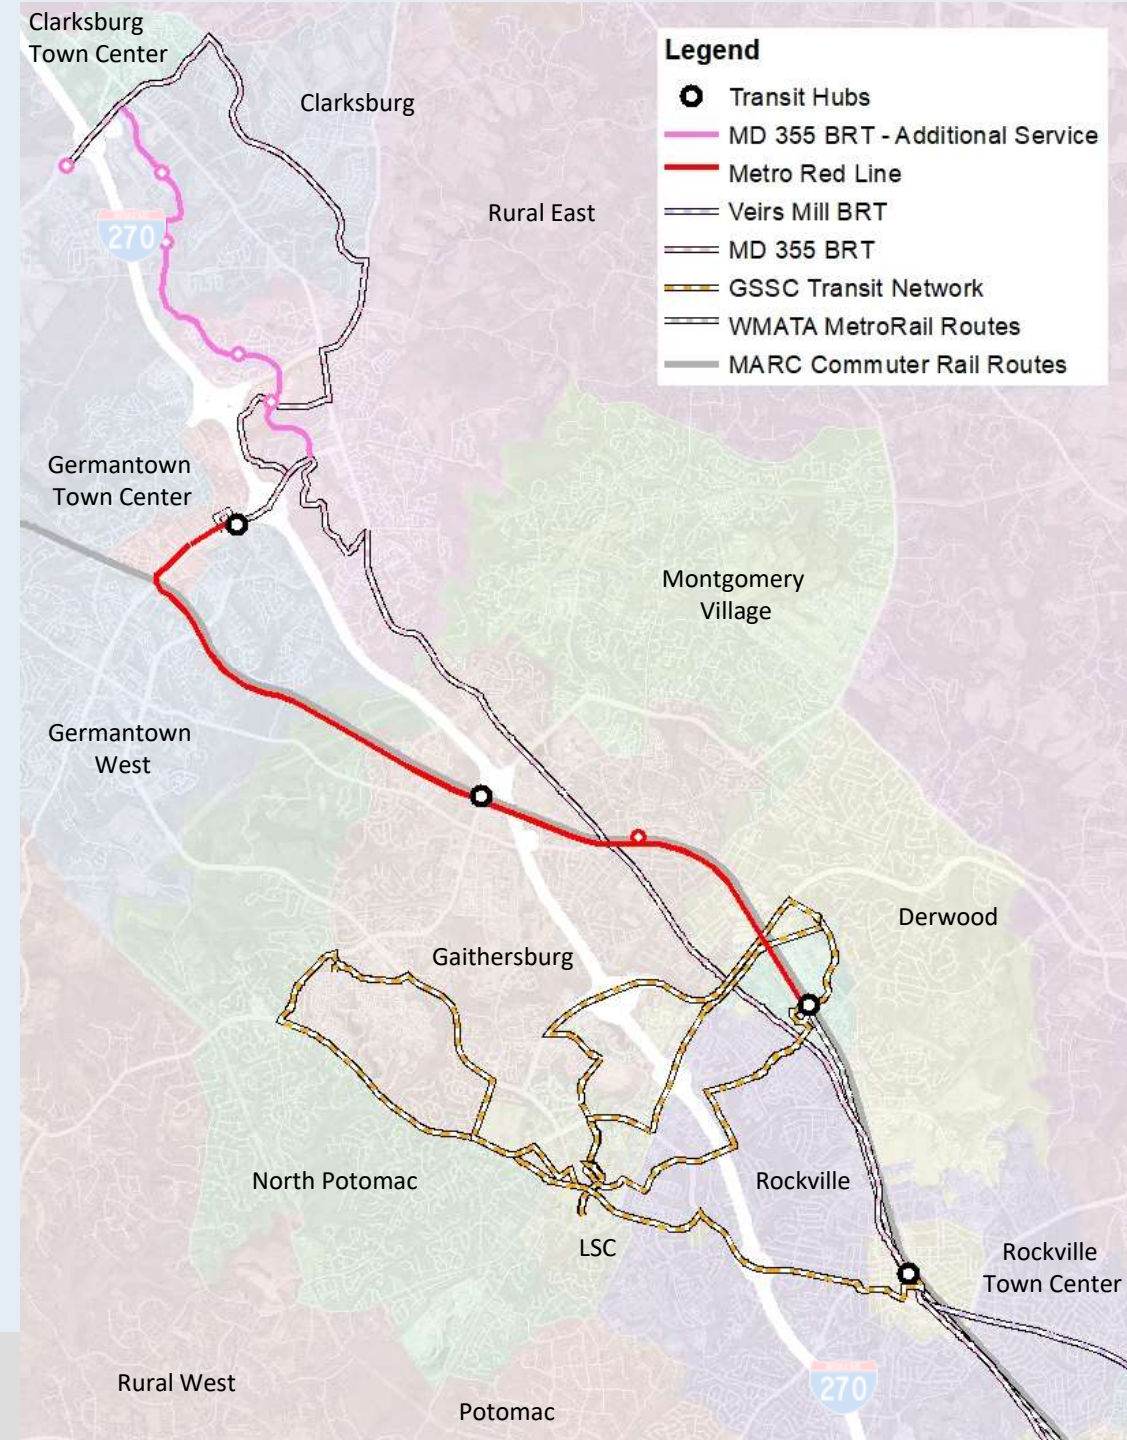 Clarksburg
Town Center
Clarksburg
Rural East
270
Legend
Transit Hubs
MD 355 BRT - Additional Service
Metro Red Line
Veirs Mill BRT
MD 355 BRT
GSSC Transit Network
WMATA MetroRail Routes
MARC Commuter Rail Routes
Germantown
Town Center
Montgomery
Village
Germantown
West
Derwood
Gaithersburg
North Potomac
Rockville
LSC
Rockville
Town Center
Rural West
270
Potomac